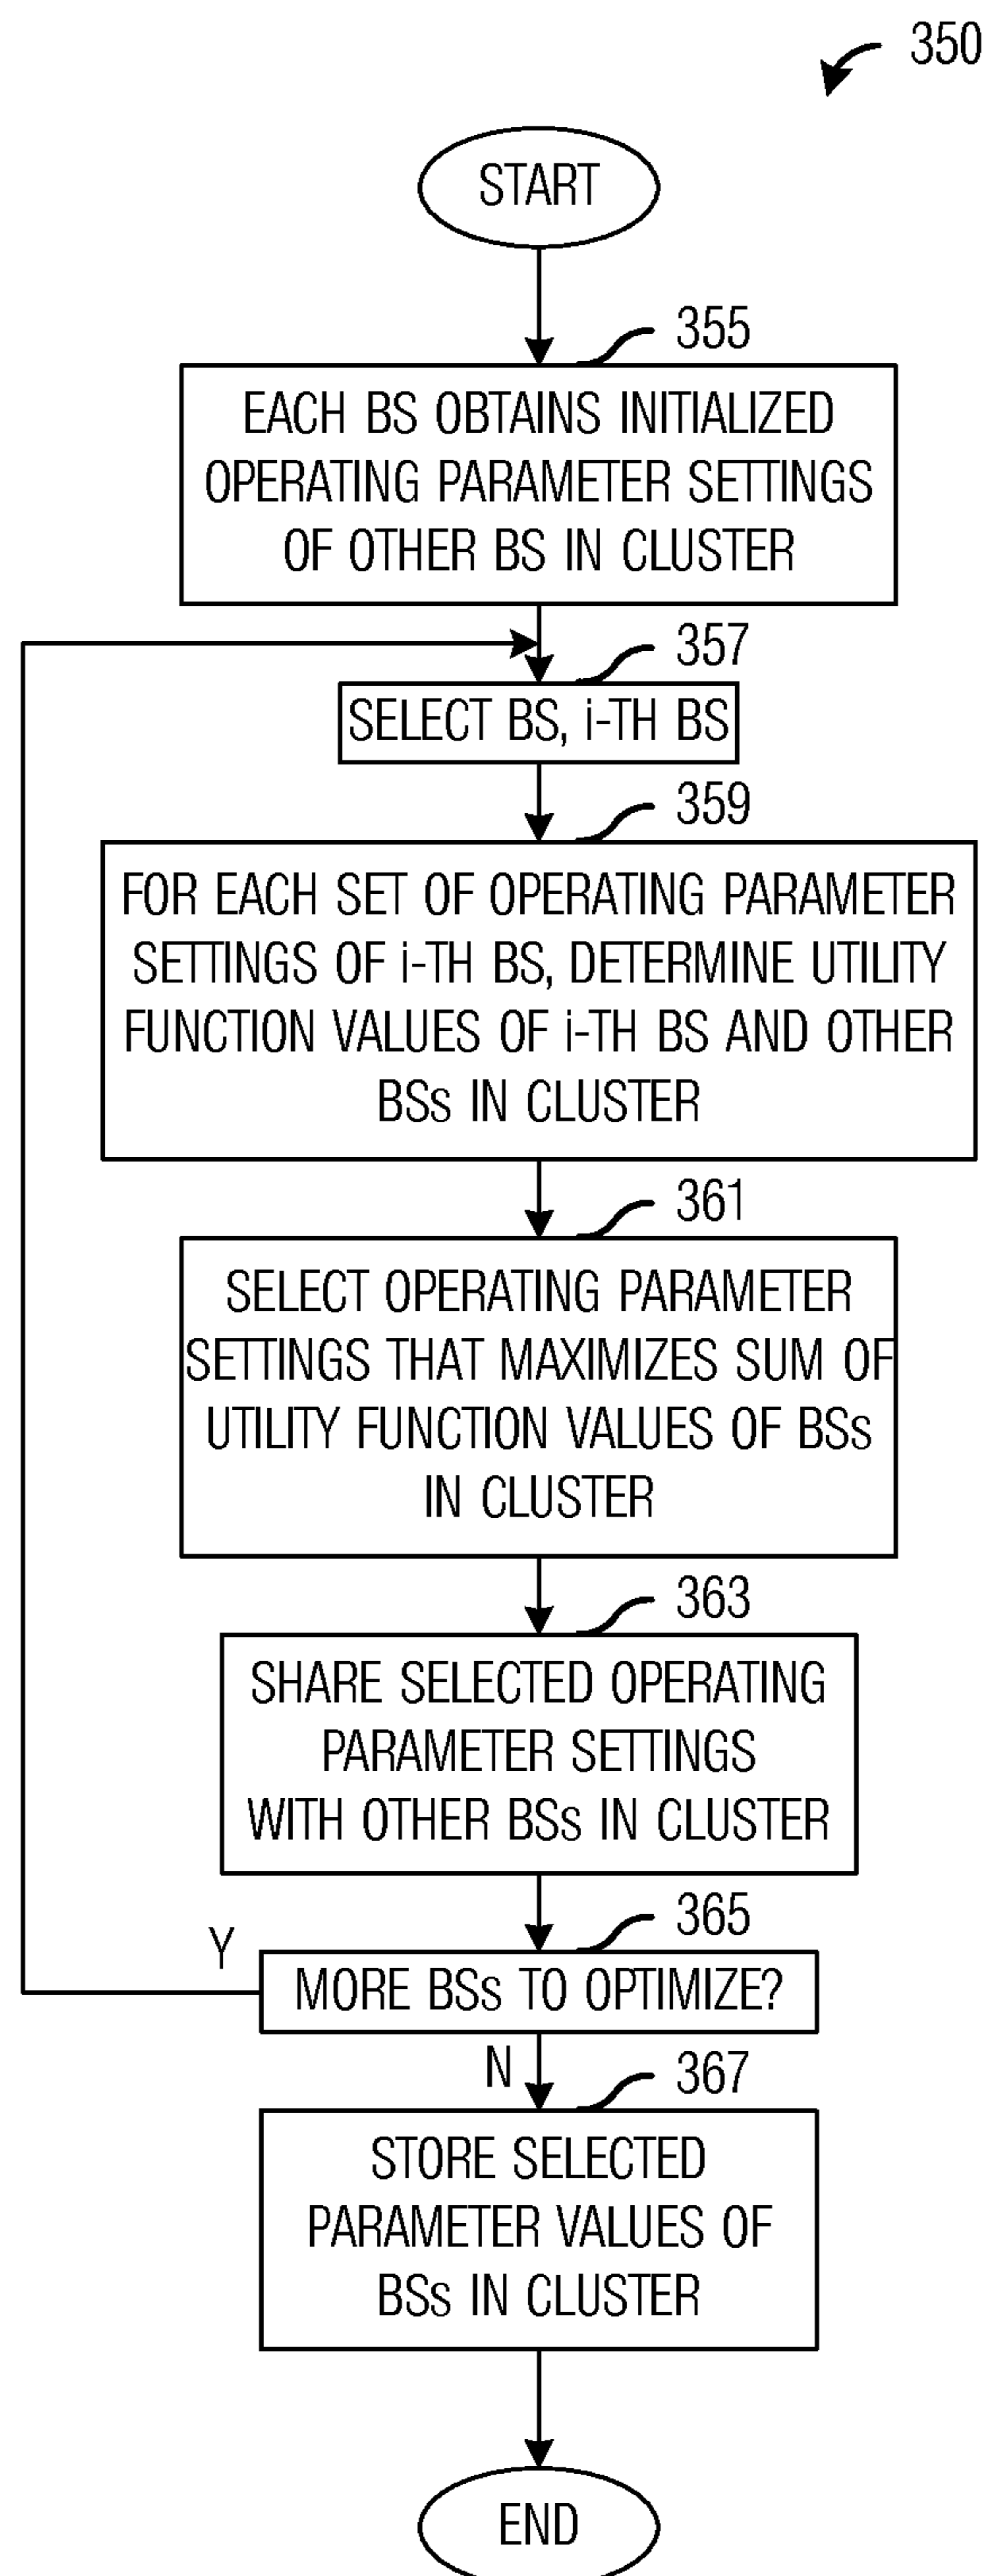 350
START
355
EACH BS OBTAINS INITIALIZED
OPERATING PARAMETER SETTINGS
OF OTHER BS IN CLUSTER
357
SELECT BS, i-TH BS
359
FOR EACH SET OF OPERATING PARAMETER
SETTINGS OF i-TH BS, DETERMINE UTILITY
FUNCTION VALUES OF i-TH BS AND OTHER
BSs IN CLUSTER
361
SELECT OPERATING PARAMETER
SETTINGS THAT MAXIMIZES SUM OF
UTILITY FUNCTION VALUES OF BSs
IN CLUSTER
363
SHARE SELECTED OPERATING
PARAMETER SETTINGS
WITH OTHER BSs IN CLUSTER
365
Y
MORE BSs TO OPTIMIZE?
N
367
STORE SELECTED
PARAMETER VALUES OF
BSs IN CLUSTER
END